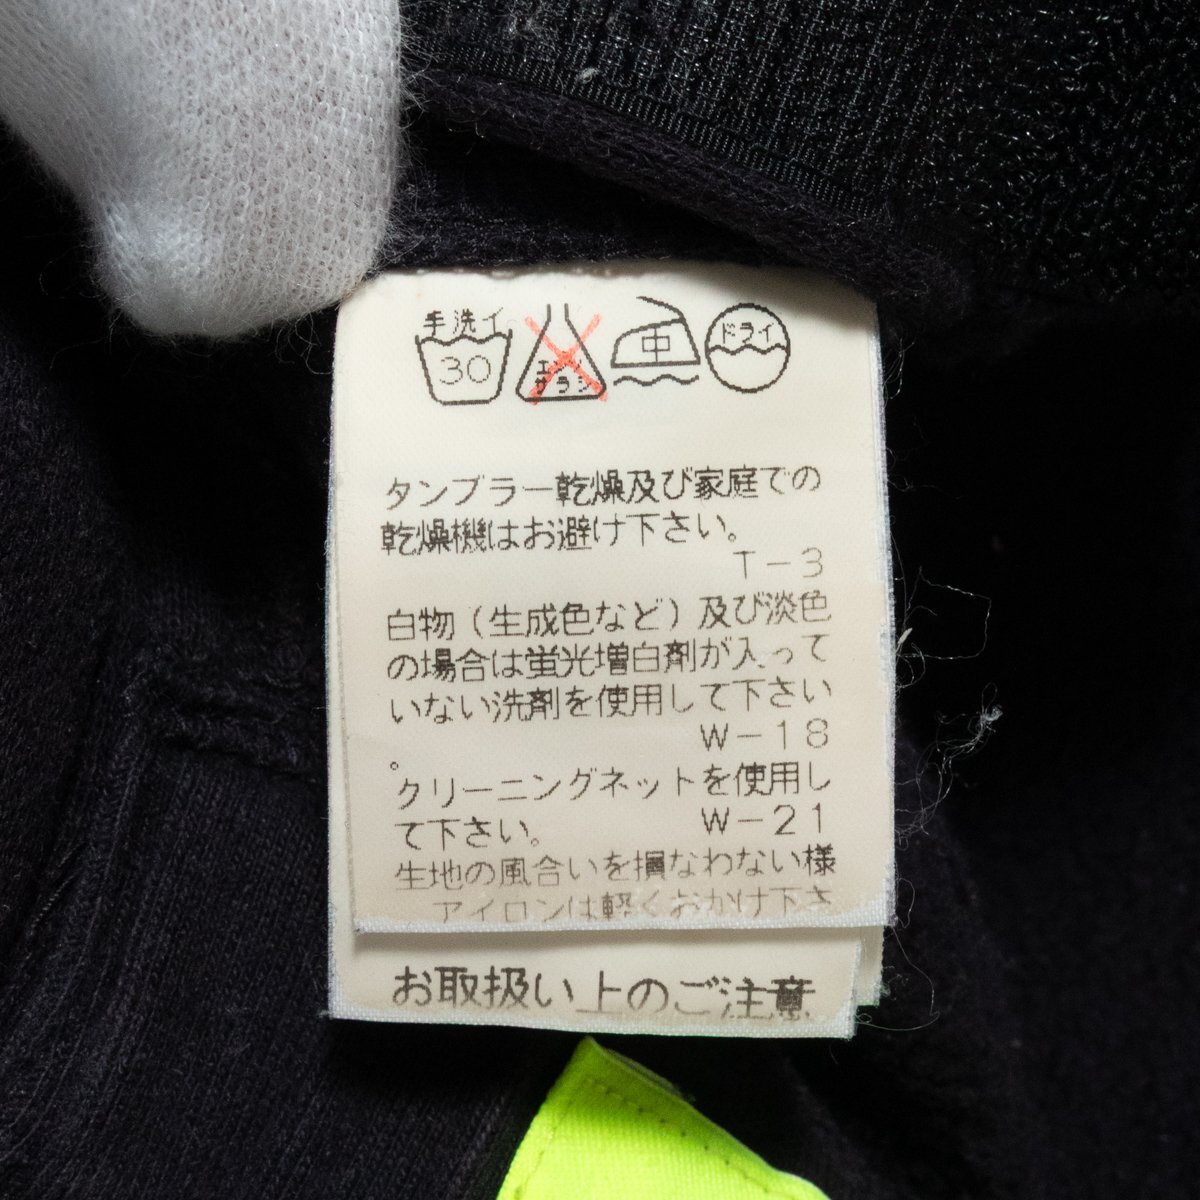 手洗イ
30
エンソ
サラシ
中
ドライ
タンブラー乾燥及び家庭での
乾燥機はお避け下さい。
T-3
白物(生成色など)及び淡色
の場合は蛍光増白剤が入って
いない洗剤を使用して下さい
W-18
。
クリーニングネットを使用し
て下さい。 W-21
生地の風合いを損なわない様
アイロンは軽くおかけ下さ
お取扱い上のご注意